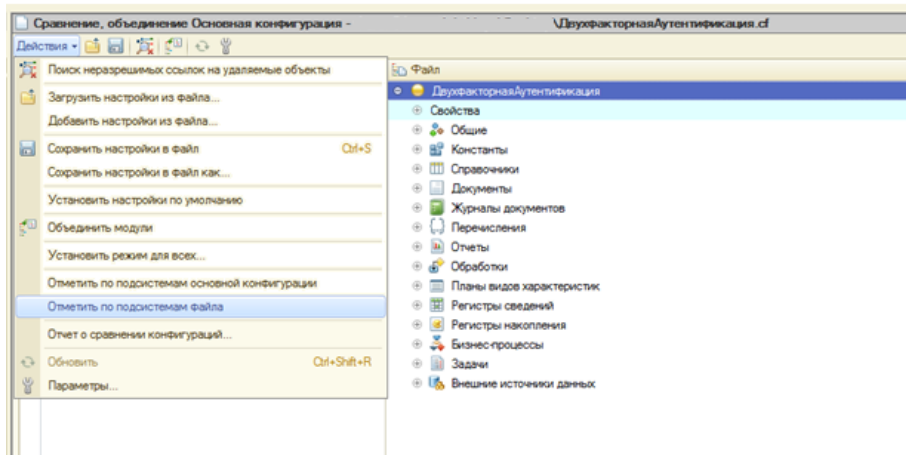 Сравнение, объединение Основная конфигурация - \ДвухфакторнаяАутентификация.cf
Действия
Поиск неразрешимых ссылок на удаляемые объекты
Загрузить настройки из файла...
Добавить настройки из файла...
Сохранить настройки в файл Ctrl+S
Сохранить настройки в файл как...
Установить настройки по умолчанию
Объединить модули
Установить режим для всех...
Отметить по подсистемам основной конфигурации
Отметить по подсистемам файла
Отчет о сравнении конфигураций...
Обновить Ctrl+Shift+R
Параметры...
Файл
ДвухфакторнаяАутентификация
Свойства
Общие
Константы
Справочники
Документы
Журналы документов
Перечисления
Отчеты
Обработки
Планы видов характеристик
Регистры сведений
Регистры накопления
Бизнес-процессы
Задачи
Внешние источники данных